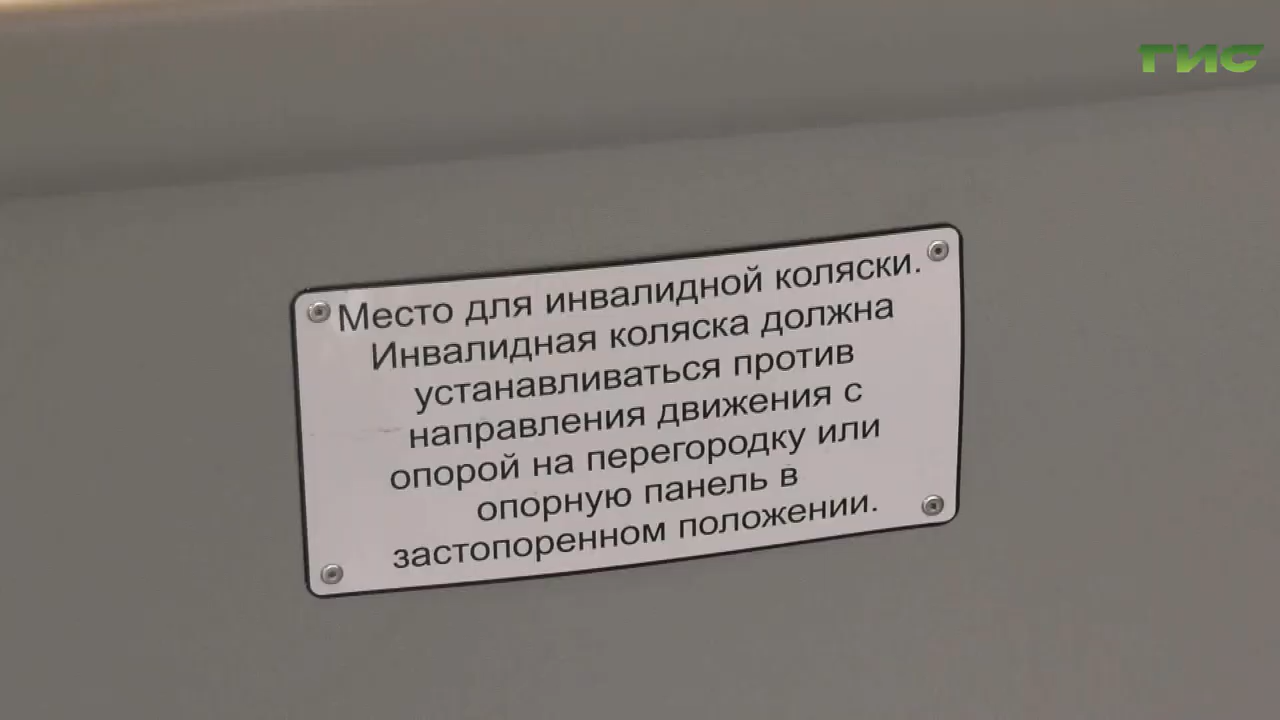 ГИС
Место для инвалидной коляски.
Инвалидная коляска должна
устанавливаться против
направления движения с
опорой на перегородку или
опорную панель в
застопоренном положении.